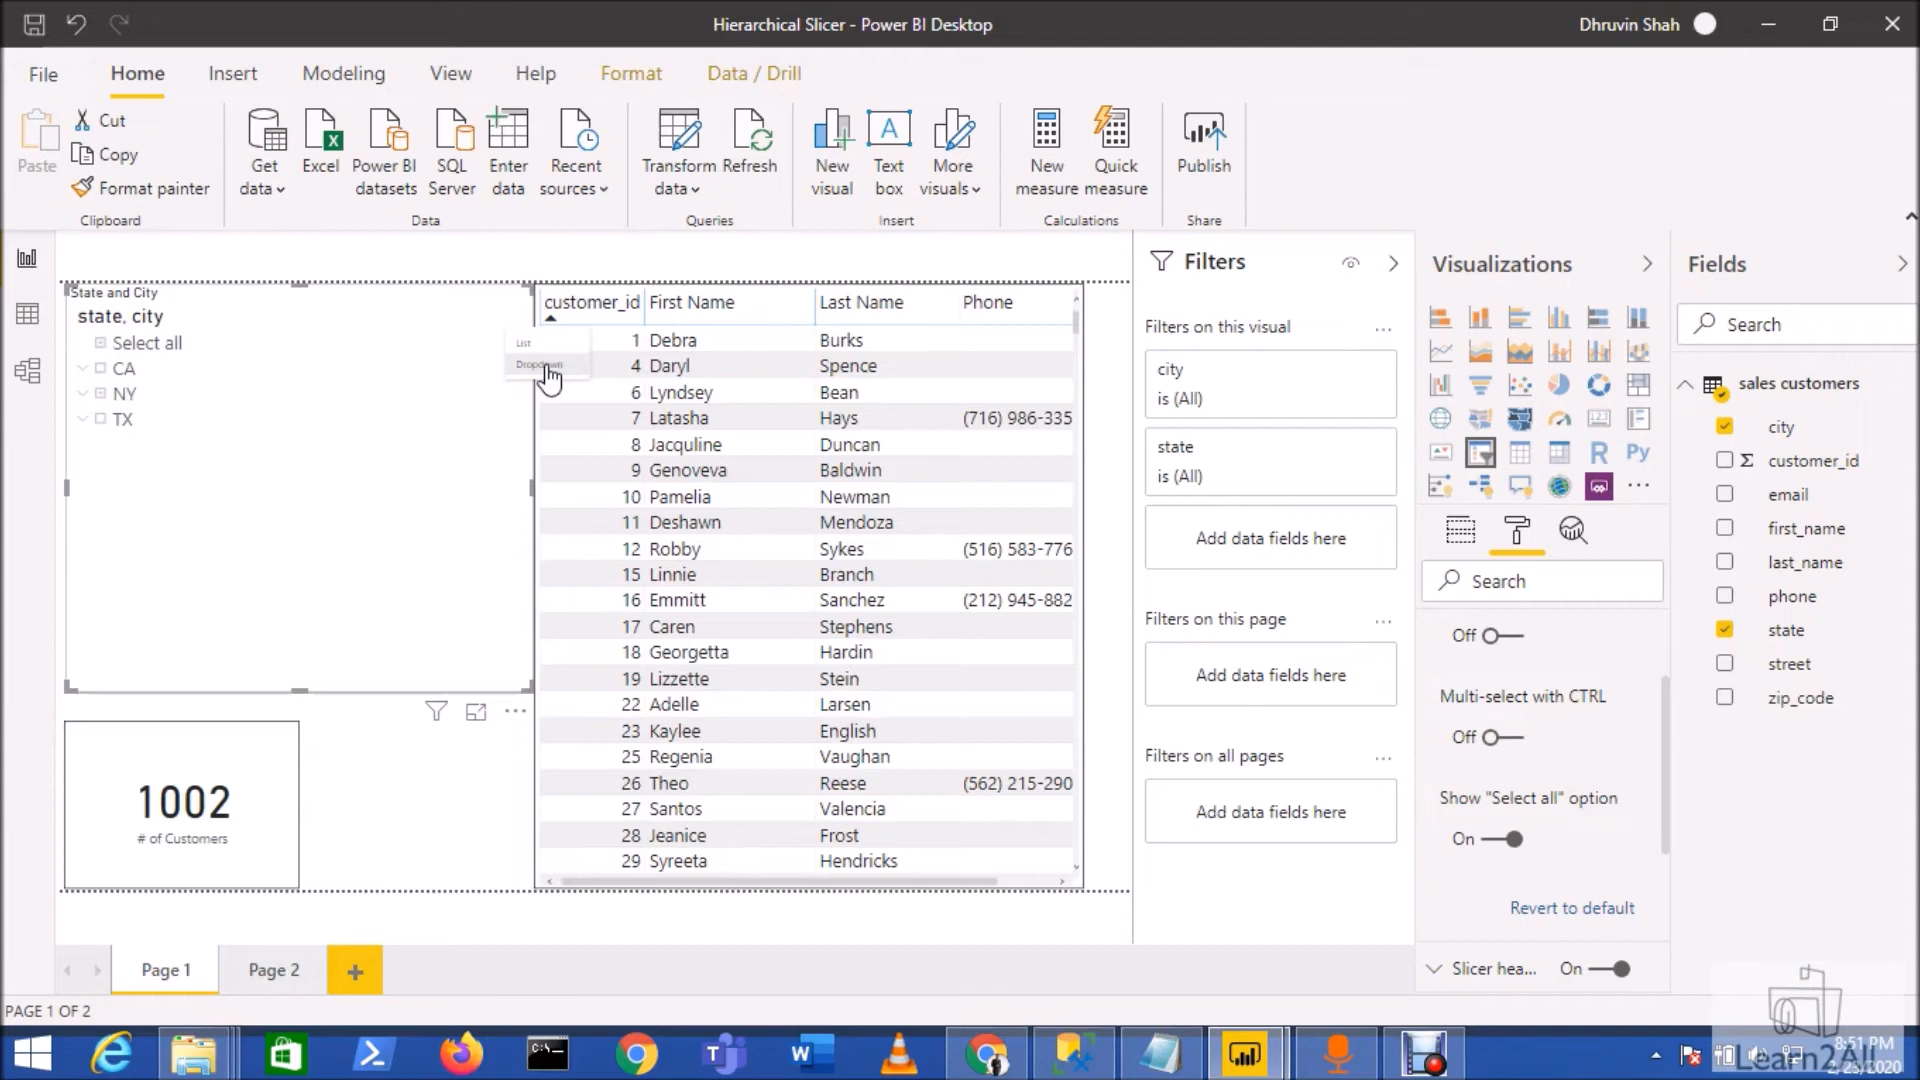 Hierarchical Slicer - Power BI Desktop
Dhruvin Shah
File
Home
Insert
Modeling
View
Help
Format
Data / Drill
Paste
Cut
Copy
Format painter
Clipboard
Get data
Excel
Power BI datasets
SQL Server
Enter data
Recent sources
Data
Transform data
Refresh
Queries
New visual
Text box
More visuals
Insert
New measure
Quick measure
Calculations
Publish
Share
State and City
state, city
Select all
CA
NY
TX
List
Dropdown
customer_id First Name Last Name Phone
1 Debra Burks
4 Daryl Spence
6 Lyndsey Bean
7 Latasha Hays (716) 986-335
8 Jacquline Duncan
9 Genoveva Baldwin
10 Pamelia Newman
11 Deshawn Mendoza
12 Robby Sykes (516) 583-776
15 Linnie Branch
16 Emmitt Sanchez (212) 945-882
17 Caren Stephens
18 Georgetta Hardin
19 Lizzette Stein
22 Adelle Larsen
23 Kaylee English
25 Regenia Vaughan
26 Theo Reese (562) 215-290
27 Santos Valencia
28 Jeanice Frost
29 Syreeta Hendricks
1002
# of Customers
Filters
Filters on this visual
...
city
is (All)
state
is (All)
Add data fields here
Filters on this page
...
Add data fields here
Filters on all pages
...
Add data fields here
Visualizations
R
Py
...
Search
Off
Multi-select with CTRL
Off
Show "Select all" option
On
Revert to default
Slicer hea... On
Fields
Search
sales customers
city
Σ customer_id
email
first_name
last_name
phone
state
street
zip_code
Page 1
Page 2
+
PAGE 1 OF 2
8:51 PM
Learn2All